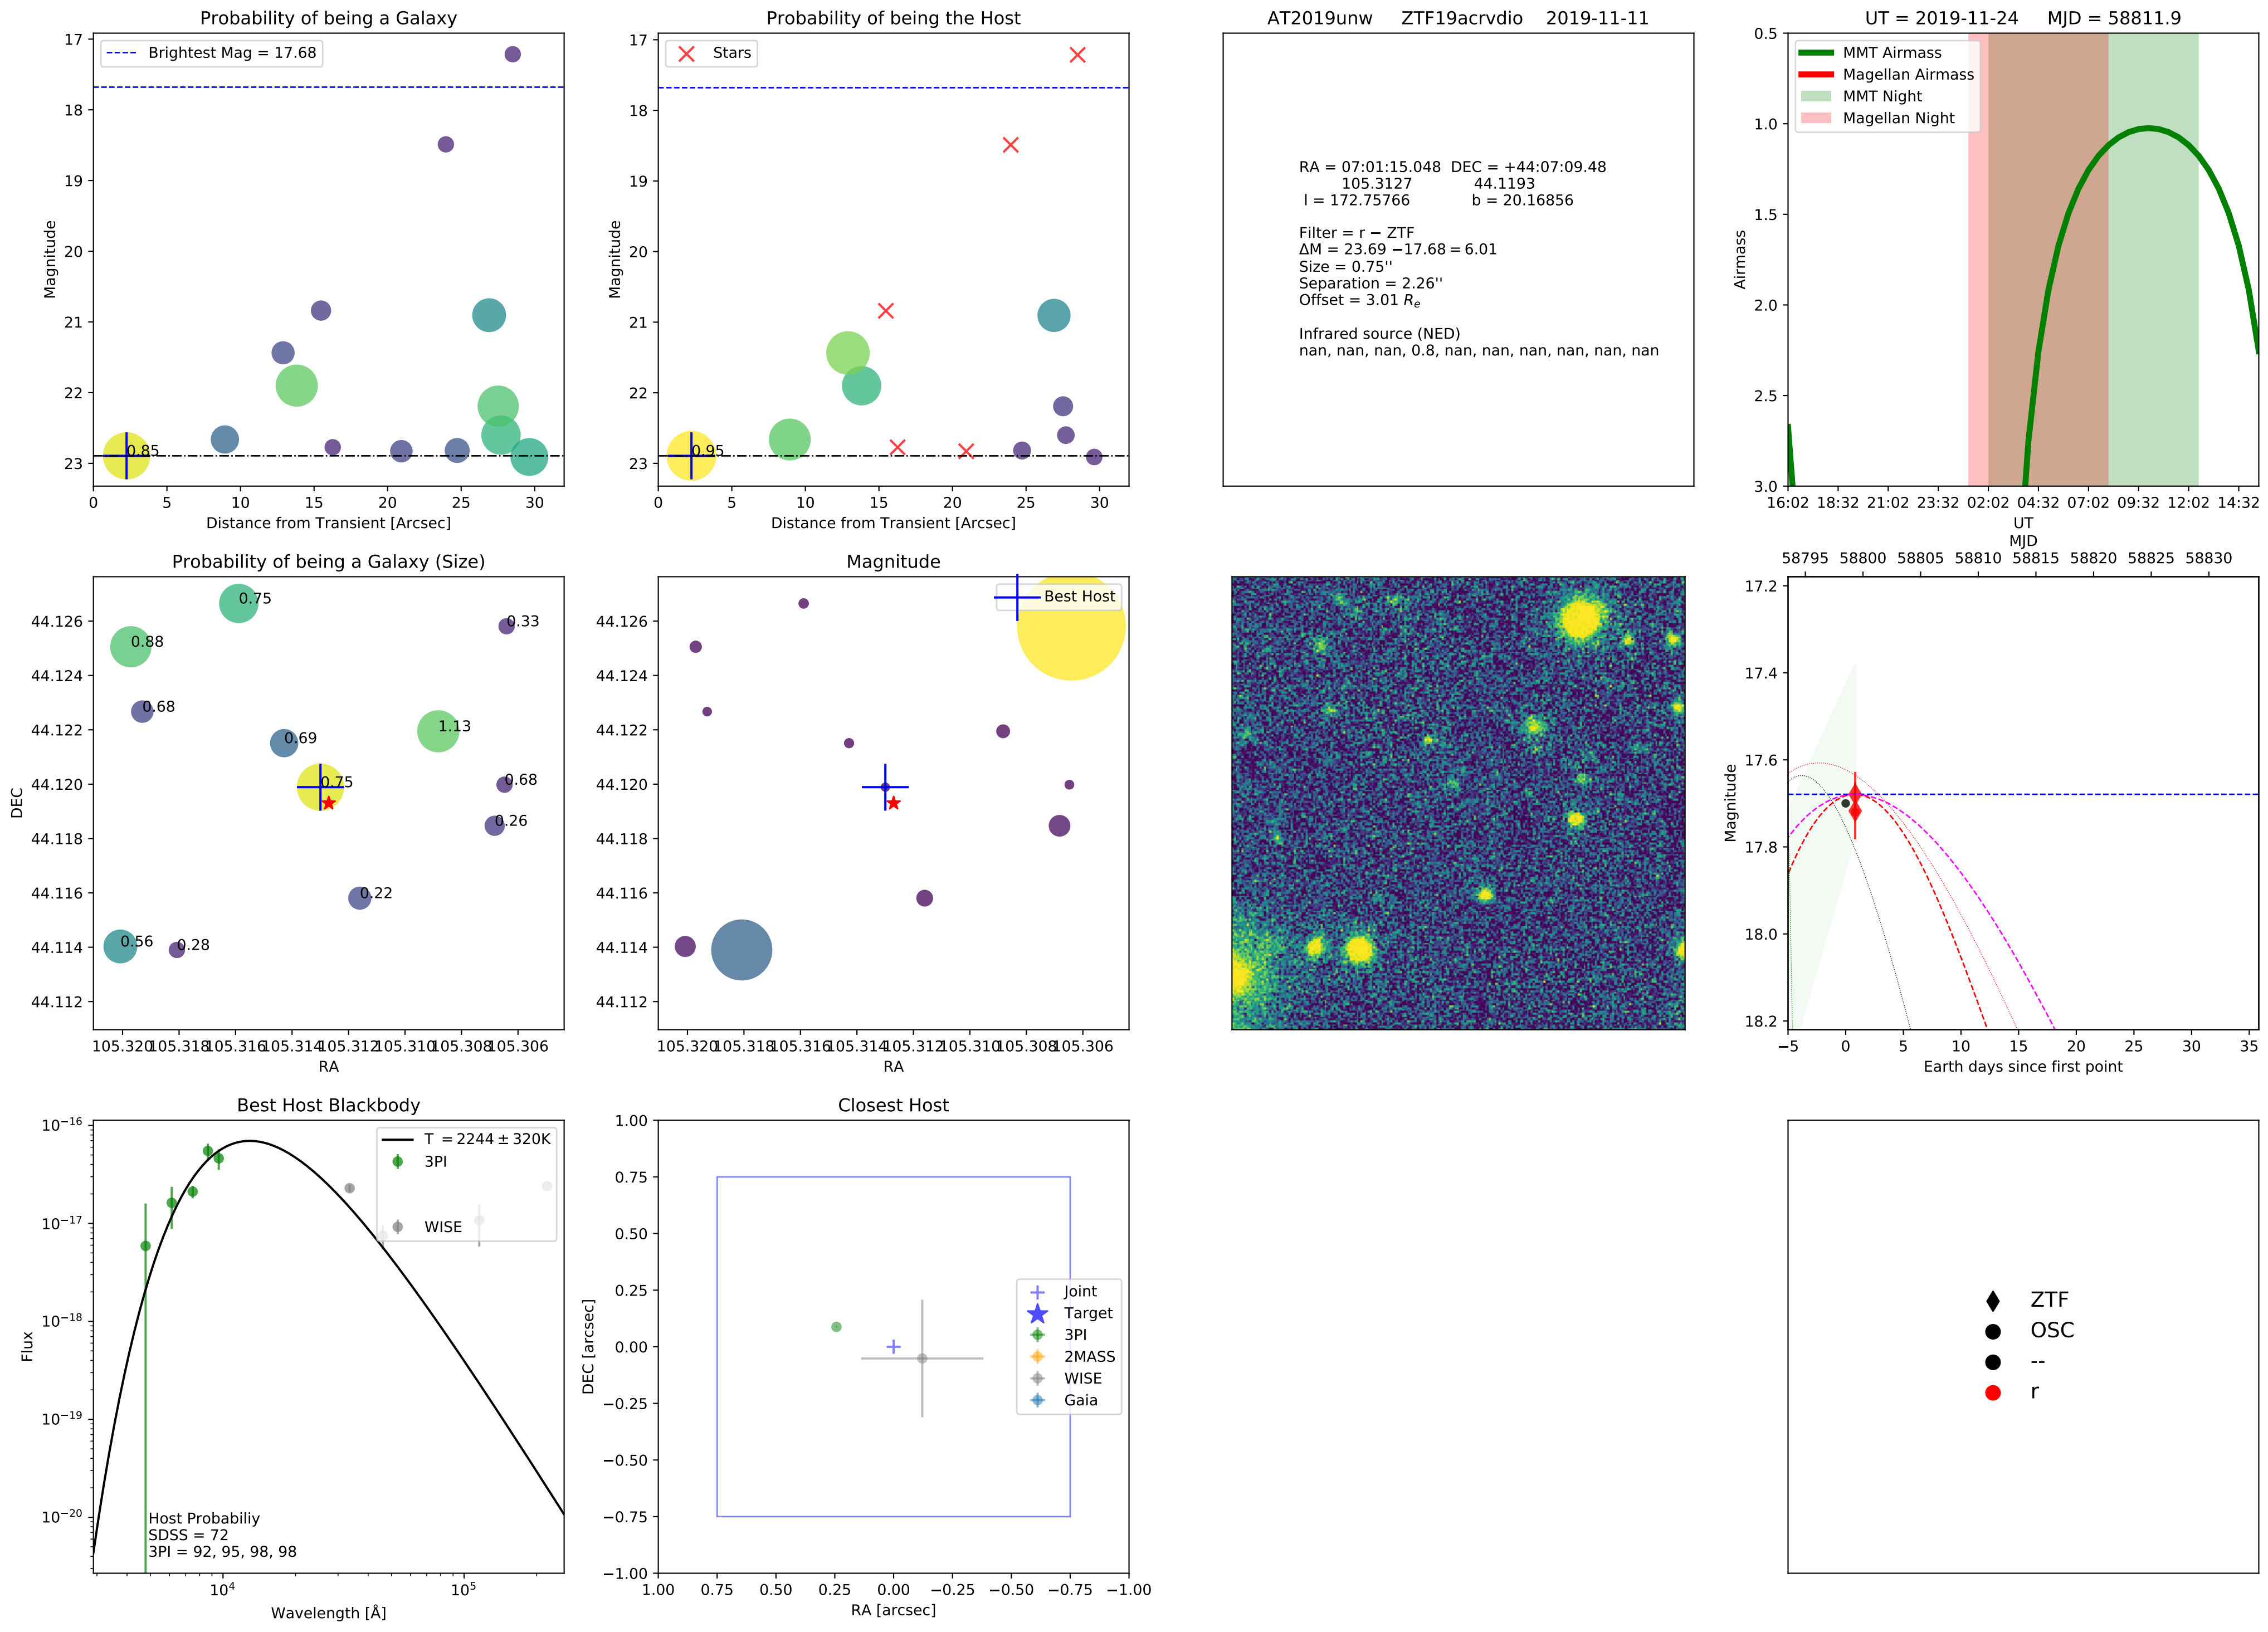 Probability of being a Galaxy
Brightest Mag = 17.68
17
18
19
20
21
22
23
Magnitude
0.85
0 5 10 15 20 25 30
Distance from Transient [Arcsec]
Probability of being the Host
Stars
17
18
19
20
21
22
23
Magnitude
0.95
0 5 10 15 20 25 30
Distance from Transient [Arcsec]
AT2019unw ZTF19acrvdio 2019-11-11
RA = 07:01:15.048 DEC = +44:07:09.48
105.3127 44.1193
l = 172.75766 b = 20.16856
Filter = r − ZTF
ΔM = 23.69 −17.68 = 6.01
Size = 0.75''
Separation = 2.26''
Offset = 3.01 Re
Infrared source (NED)
nan, nan, nan, 0.8, nan, nan, nan, nan, nan, nan
UT = 2019-11-24 MJD = 58811.9
MMT Airmass
Magellan Airmass
MMT Night
Magellan Night
0.5
1.0
1.5
2.0
2.5
3.0
Airmass
16:02 18:32 21:02 23:32 02:02 04:32 07:02 09:32 12:02 14:32
UT
Probability of being a Galaxy (Size)
44.126
44.124
44.122
44.120
44.118
44.116
44.114
44.112
DEC
0.75
0.33
0.88
0.68
1.13
0.69
0.75
0.68
0.26
0.22
0.56
0.28
105.320 105.318 105.316 105.314 105.312 105.310 105.308 105.306
RA
Magnitude
Best Host
44.126
44.124
44.122
44.120
44.118
44.116
44.114
44.112
105.320 105.318 105.316 105.314 105.312 105.310 105.308 105.306
RA
MJD
58795 58800 58805 58810 58815 58820 58825 58830
17.2
17.4
17.6
17.8
18.0
18.2
Magnitude
−5 0 5 10 15 20 25 30 35
Earth days since first point
Best Host Blackbody
T = 2244 ± 320K
3PI
WISE
10−16
10−17
10−18
10−19
10−20
Flux
Host Probabiliy
SDSS = 72
3PI = 92, 95, 98, 98
104 105
Wavelength [Å]
Closest Host
1.00
0.75
0.50
0.25
0.00
−0.25
−0.50
−0.75
−1.00
DEC [arcsec]
Joint
Target
3PI
2MASS
WISE
Gaia
1.00 0.75 0.50 0.25 0.00 −0.25 −0.50 −0.75 −1.00
RA [arcsec]
ZTF
OSC
--
r